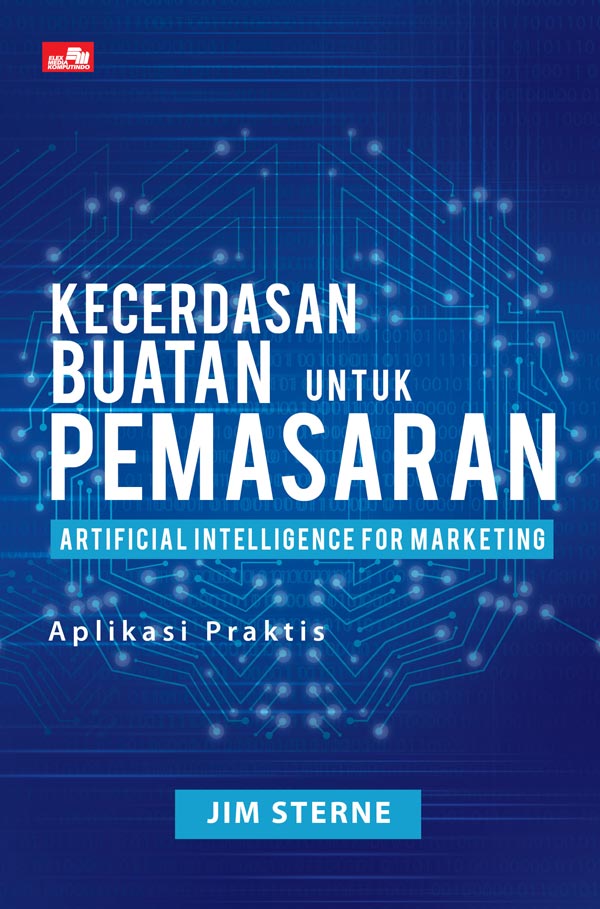 ELEX
MEDIA
KOMPUTINDO
KECERDASAN
BUATAN UNTUK
PEMASARAN
ARTIFICIAL INTELLIGENCE FOR MARKETING
Aplikasi Praktis
JIM STERNE